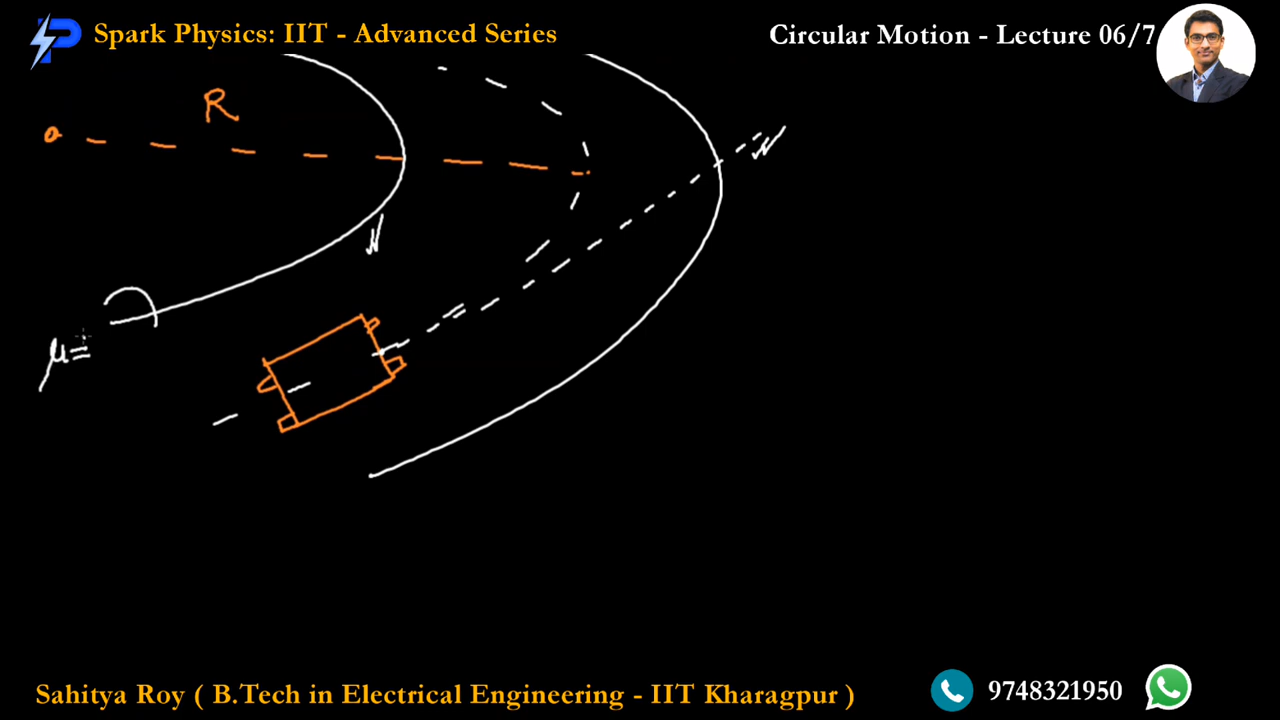 Spark Physics: IIT - Advanced Series
Circular Motion - Lecture 06/7
R
μ=
Sahitya Roy ( B.Tech in Electrical Engineering - IIT Kharagpur )
9748321950